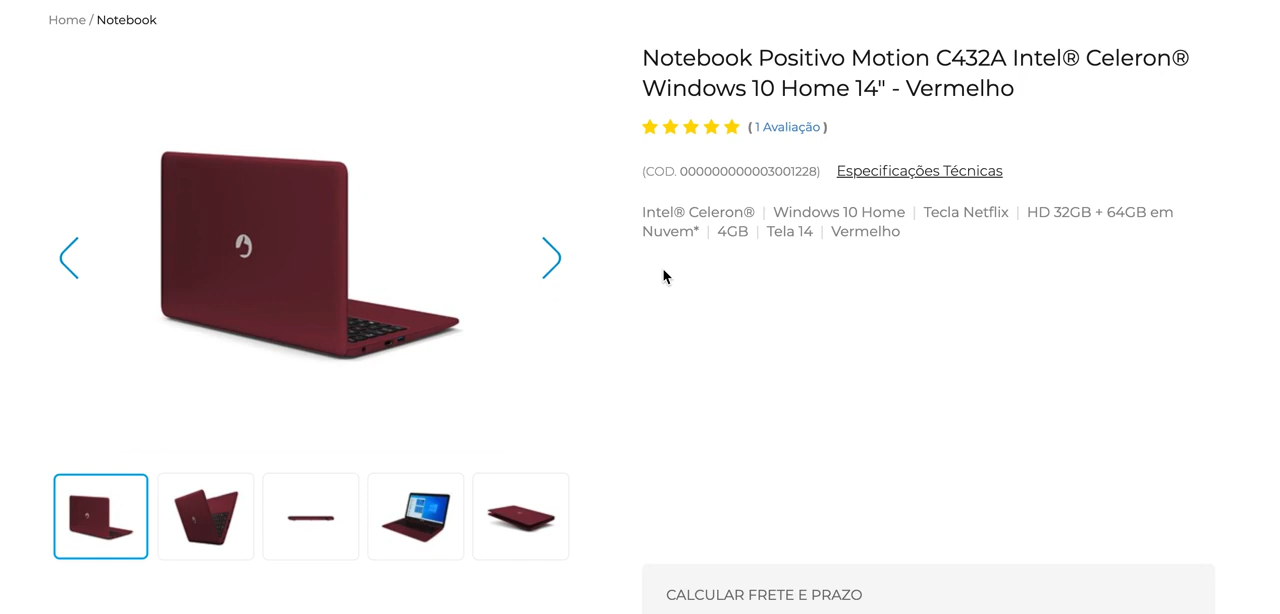 Home / Notebook
Notebook Positivo Motion C432A Intel® Celeron®
Windows 10 Home 14" - Vermelho
( 1 Avaliação )
(COD. 000000000003001228) Especificações Técnicas
Intel® Celeron® | Windows 10 Home | Tecla Netflix | HD 32GB + 64GB em
Nuvem* | 4GB | Tela 14 | Vermelho
CALCULAR FRETE E PRAZO